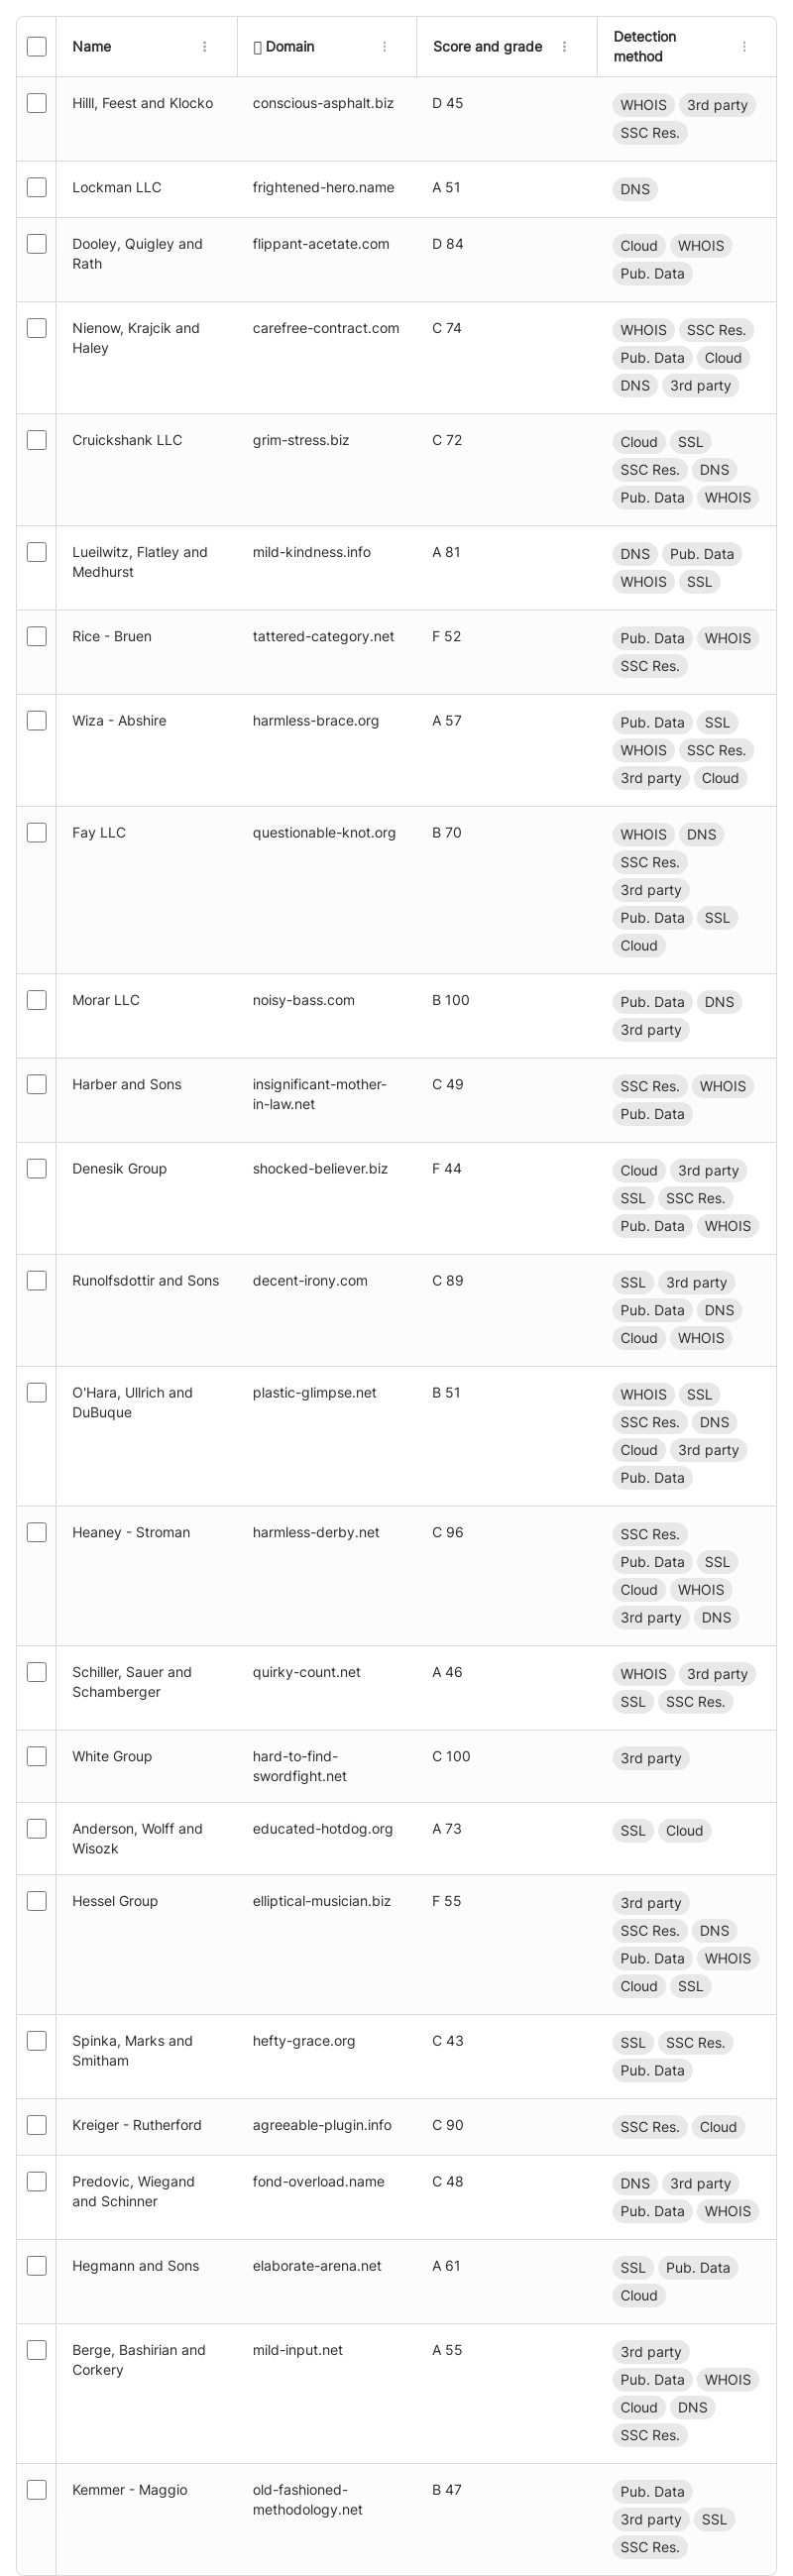 Name Domain Score and grade Detection
method
Hilll, Feest and Klocko conscious-asphalt.biz D 45 WHOIS 3rd party
SSC Res.
Lockman LLC frightened-hero.name A 51 DNS
Dooley, Quigley and flippant-acetate.com D 84 Cloud WHOIS
Rath Pub. Data
Nienow, Krajcik and carefree-contract.com C 74 WHOIS SSC Res.
Haley Pub. Data Cloud
DNS 3rd party
Cruickshank LLC grim-stress.biz C 72 Cloud SSL
SSC Res. DNS
Pub. Data WHOIS
Lueilwitz, Flatley and mild-kindness.info A 81 DNS Pub. Data
Medhurst WHOIS SSL
Rice - Bruen tattered-category.net F 52 Pub. Data WHOIS
SSC Res.
Wiza - Abshire harmless-brace.org A 57 Pub. Data SSL
WHOIS SSC Res.
3rd party Cloud
Fay LLC questionable-knot.org B 70 WHOIS DNS
SSC Res.
3rd party
Pub. Data SSL
Cloud
Morar LLC noisy-bass.com B 100 Pub. Data DNS
3rd party
Harber and Sons insignificant-mother- C 49 SSC Res. WHOIS
in-law.net Pub. Data
Denesik Group shocked-believer.biz F 44 Cloud 3rd party
SSL SSC Res.
Pub. Data WHOIS
Runolfsdottir and Sons decent-irony.com C 89 SSL 3rd party
Pub. Data DNS
Cloud WHOIS
O'Hara, Ullrich and plastic-glimpse.net B 51 WHOIS SSL
DuBuque SSC Res. DNS
Cloud 3rd party
Pub. Data
Heaney - Stroman harmless-derby.net C 96 SSC Res.
Pub. Data SSL
Cloud WHOIS
3rd party DNS
Schiller, Sauer and quirky-count.net A 46 WHOIS 3rd party
Schamberger SSL SSC Res.
White Group hard-to-find- C 100 3rd party
swordfight.net
Anderson, Wolff and educated-hotdog.org A 73 SSL Cloud
Wisozk
Hessel Group elliptical-musician.biz F 55 3rd party
SSC Res. DNS
Pub. Data WHOIS
Cloud SSL
Spinka, Marks and hefty-grace.org C 43 SSL SSC Res.
Smitham Pub. Data
Kreiger - Rutherford agreeable-plugin.info C 90 SSC Res. Cloud
Predovic, Wiegand fond-overload.name C 48 DNS 3rd party
and Schinner Pub. Data WHOIS
Hegmann and Sons elaborate-arena.net A 61 SSL Pub. Data
Cloud
Berge, Bashirian and mild-input.net A 55 3rd party
Corkery Pub. Data WHOIS
Cloud DNS
SSC Res.
Kemmer - Maggio old-fashioned- B 47 Pub. Data
methodology.net 3rd party SSL
SSC Res.